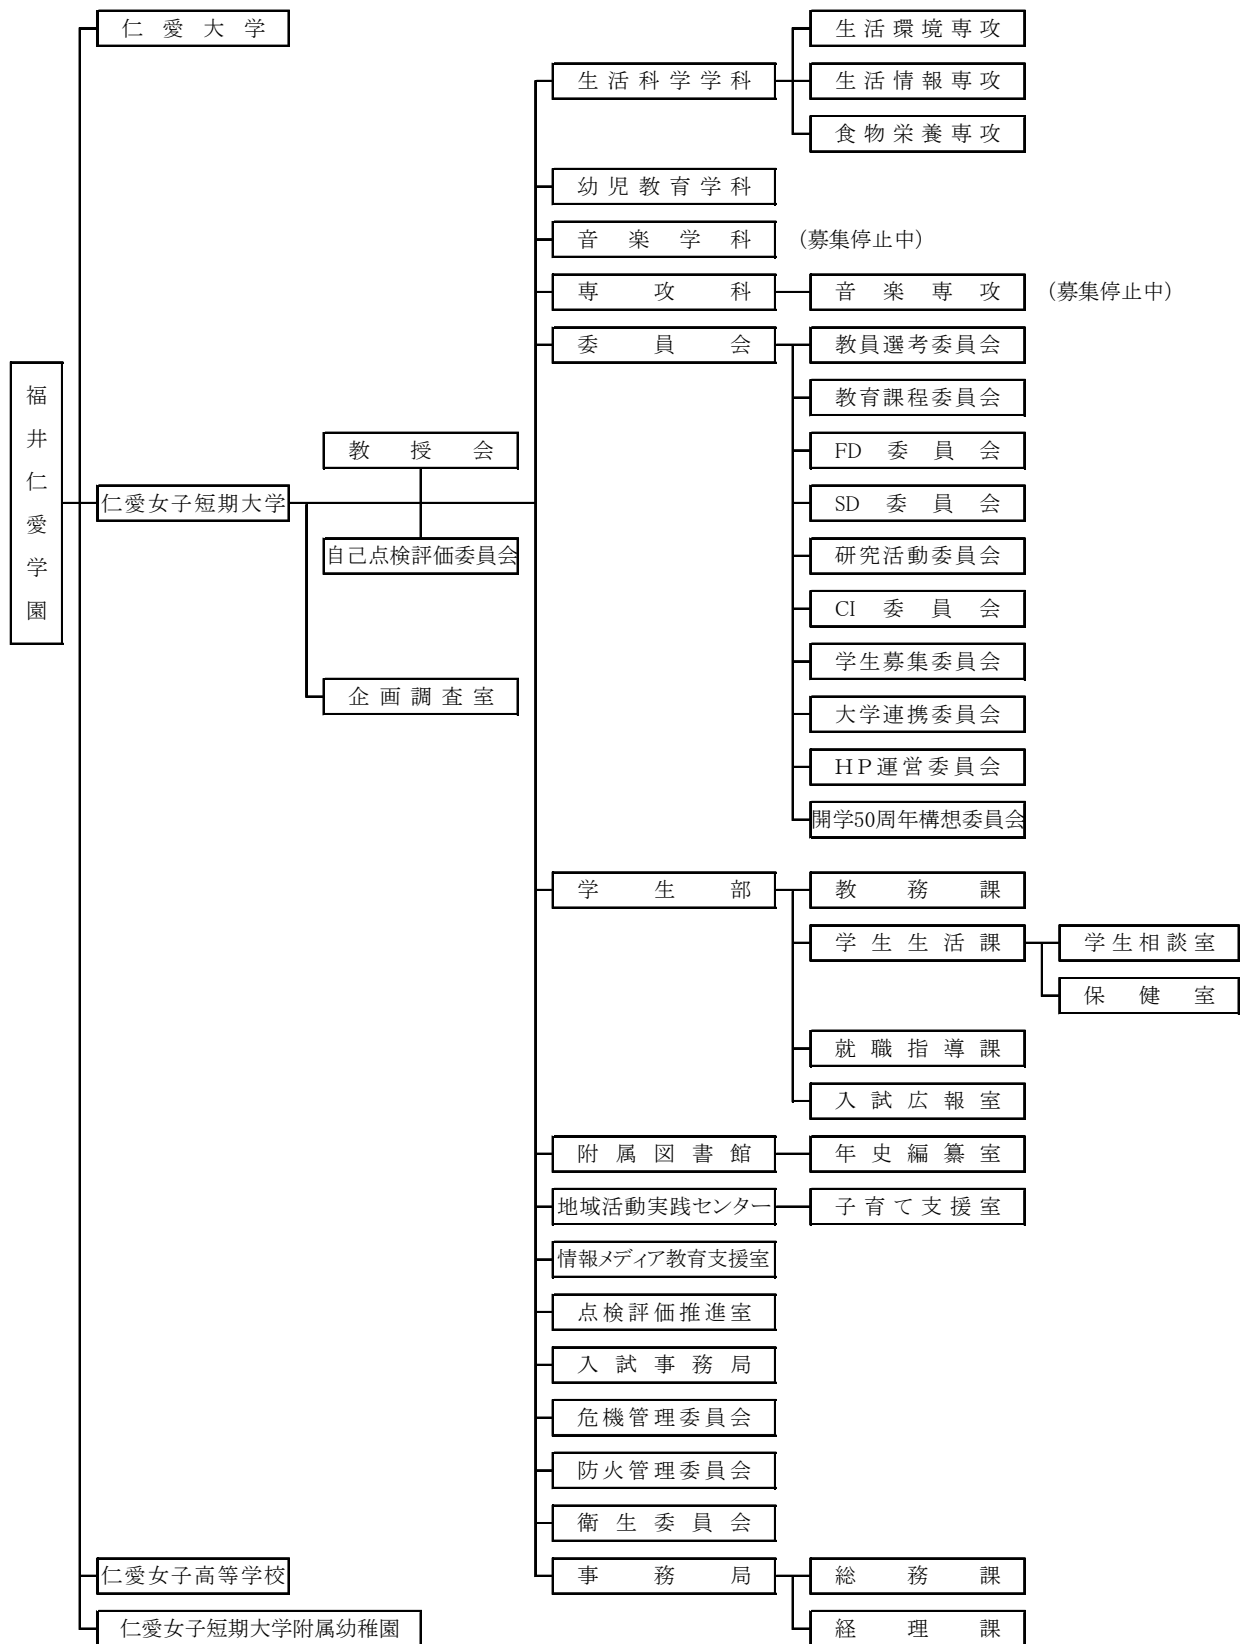 仁愛大学
生活環境専攻
生活科学学科
生活情報専攻
食物栄養専攻
幼児教育学科
音楽学科 (募集停止中)
専攻科 音楽専攻 (募集停止中)
委員会 教員選考委員会
福井仁愛学園
教育課程委員会
教授会
FD委員会
仁愛女子短期大学
SD委員会
自己点検評価委員会
研究活動委員会
CI委員会
学生募集委員会
企画調査室
大学連携委員会
HP運営委員会
開学50周年構想委員会
学生部 教務課
学生生活課 学生相談室
保健室
就職指導課
入試広報室
附属図書館 年史編纂室
地域活動実践センター 子育て支援室
情報メディア教育支援室
点検評価推進室
入試事務局
危機管理委員会
防火管理委員会
衛生委員会
仁愛女子高等学校 事務局 総務課
仁愛女子短期大学附属幼稚園 経理課